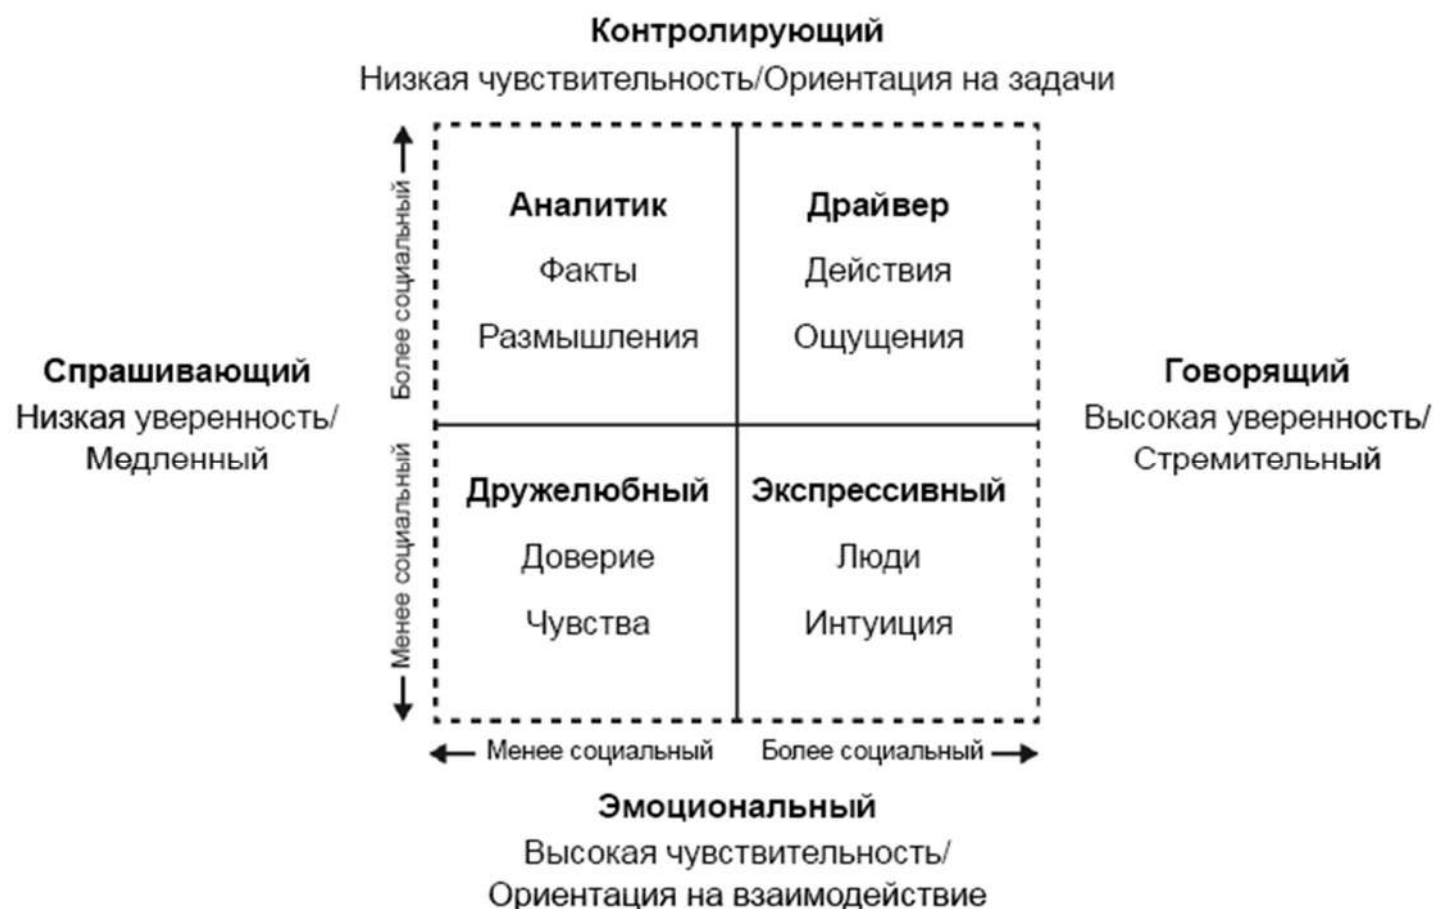 Контролирующий
Низкая чувствительность/Ориентация на задачи
Более социальный
Аналитик
Факты
Размышления
Драйвер
Действия
Ощущения
Спрашивающий
Низкая уверенность/
Медленный
Говорящий
Высокая уверенность/
Стремительный
Менее социальный
Дружелюбный
Доверие
Чувства
Экспрессивный
Люди
Интуиция
Менее социальный
Более социальный
Эмоциональный
Высокая чувствительность/
Ориентация на взаимодействие